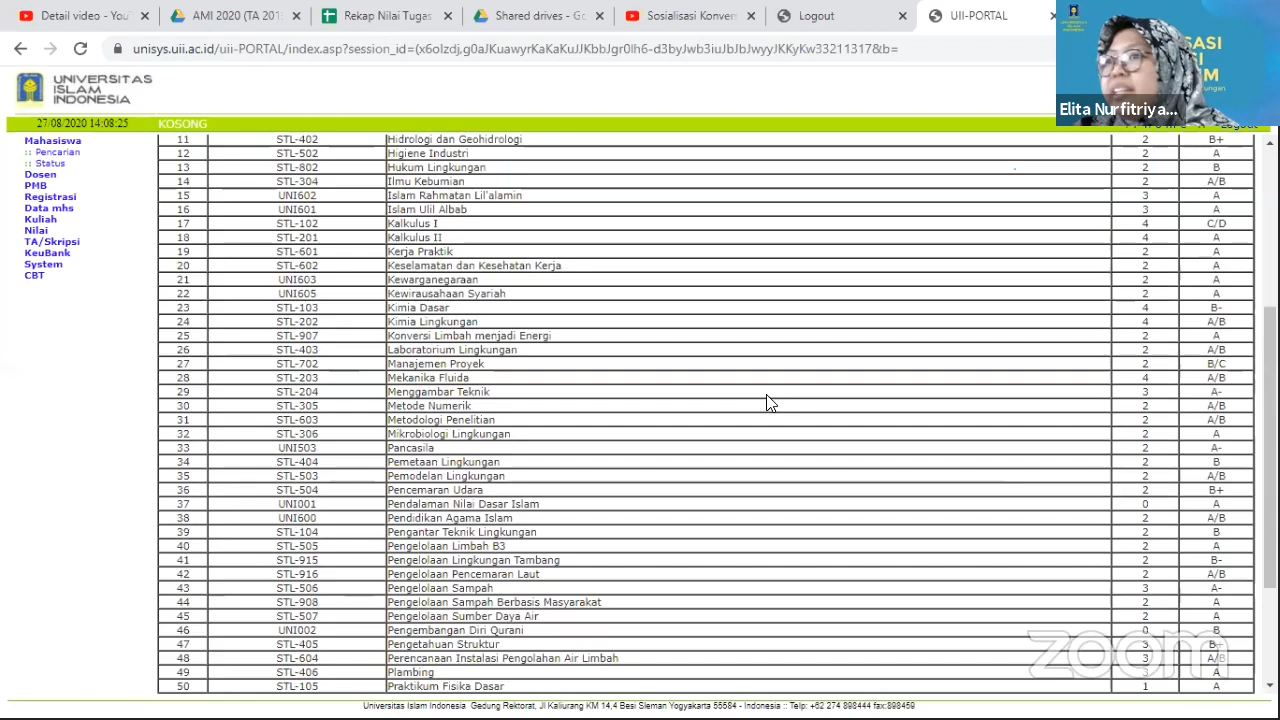 Detail video - You
AMI 2020 (TA 201
Rekap Nilai Tugas
Shared drives - Go
Sosialisasi Konver
Logout
UII-PORTAL
UNIVERSITAS
ISLAM
INDONESIA
27-08/2020 14:08:25
KOSONG
Logout
Mahasiswa
:: Pencarian
:: Status
Dosen
PMB
Registrasi
Data mhs
Kuliah
Nilai
TA/Skripsi
KeuBank
System
CBT
11 STL-402 Hidrologi dan Geohidrologi 2 B+
12 STL-502 Higiene Industri 2 A
13 STL-802 Hukum Lingkungan 2 B
14 STL-304 Ilmu Kebumian 2 A/B
15 UNI602 Islam Rahmatan Lil'alamin 3 A
16 UNI601 Islam Ulil Albab 3 A
17 STL-102 Kalkulus I 4 C/D
18 STL-201 Kalkulus II 4 A
19 STL-601 Kerja Praktik 2 A
20 STL-602 Keselamatan dan Kesehatan Kerja 2 A
21 UNI603 Kewarganegaraan 2 A
22 UNI605 Kewirausahaan Syariah 2 A
23 STL-103 Kimia Dasar 4 B-
24 STL-202 Kimia Lingkungan 4 A/B
25 STL-907 Konversi Limbah menjadi Energi 2 A
26 STL-403 Laboratorium Lingkungan 2 A/B
27 STL-702 Manajemen Proyek 2 B/C
28 STL-203 Mekanika Fluida 4 A/B
29 STL-204 Menggambar Teknik 3 A-
30 STL-305 Metode Numerik 2 A/B
31 STL-603 Metodologi Penelitian 2 A/B
32 STL-306 Mikrobiologi Lingkungan 2 A
33 UNI503 Pancasila 2 A-
34 STL-404 Pemetaan Lingkungan 2 B
35 STL-503 Pemodelan Lingkungan 2 A/B
36 STL-504 Pencemaran Udara 2 B+
37 UNI001 Pendalaman Nilai Dasar Islam 0 A
38 UNI600 Pendidikan Agama Islam 2 A/B
39 STL-104 Pengantar Teknik Lingkungan 2 B
40 STL-505 Pengelolaan Limbah B3 2 A
41 STL-915 Pengelolaan Lingkungan Tambang 2 B-
42 STL-916 Pengelolaan Pencemaran Laut 2 A/B
43 STL-506 Pengelolaan Sampah 3 A-
44 STL-908 Pengelolaan Sampah Berbasis Masyarakat 2 A
45 STL-507 Pengelolaan Sumber Daya Air 2 A
46 UNI002 Pengembangan Diri Qurani 0 B
47 STL-405 Pengetahuan Struktur 3 B+
48 STL-604 Perencanaan Instalasi Pengolahan Air Limbah 3 A/B
49 STL-406 Plambing 3 A
50 STL-105 Praktikum Fisika Dasar 1 A
Universitas Islam Indonesia Gedung Rektorat, Jl Kaliurang KM 14,4 Besi Sleman Yogyakarta 55584 - Indonesia :: Telp: +62 274 898444 fax:898459
Elita Nurfitriya...
zoom